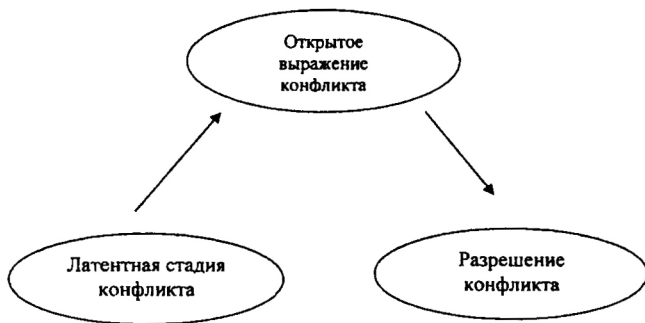 Открытое
выражение
конфликта
Латентная стадия
конфликта
Разрешение
конфликта